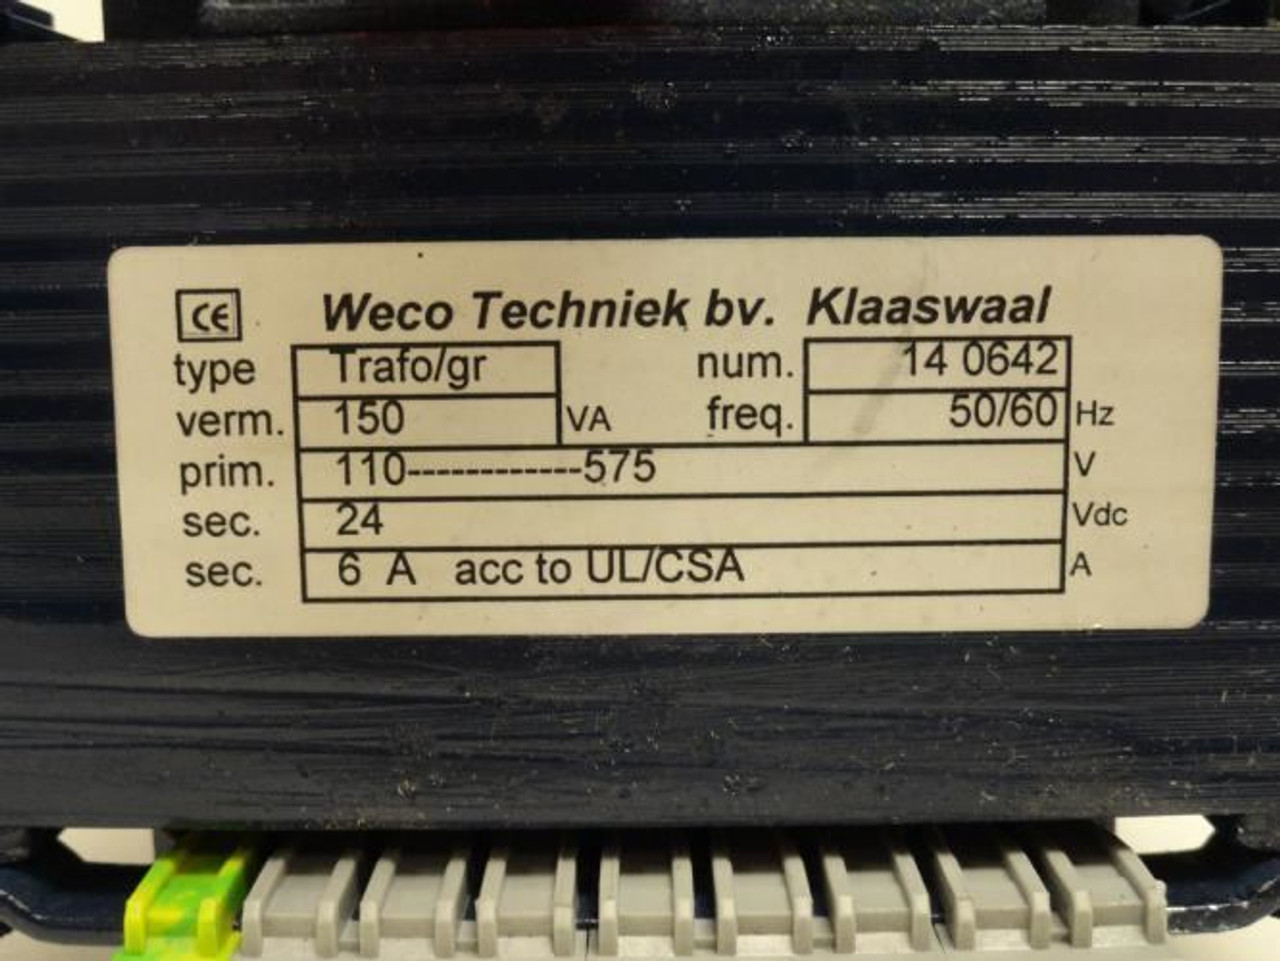 CE Weco Techniek bv. Klaaswaal
type Trafo/gr num. 14 0642
verm. 150 VA freq. 50/60 Hz
prim. 110------------575 V
sec. 24 Vdc
sec. 6 A acc to UL/CSA A